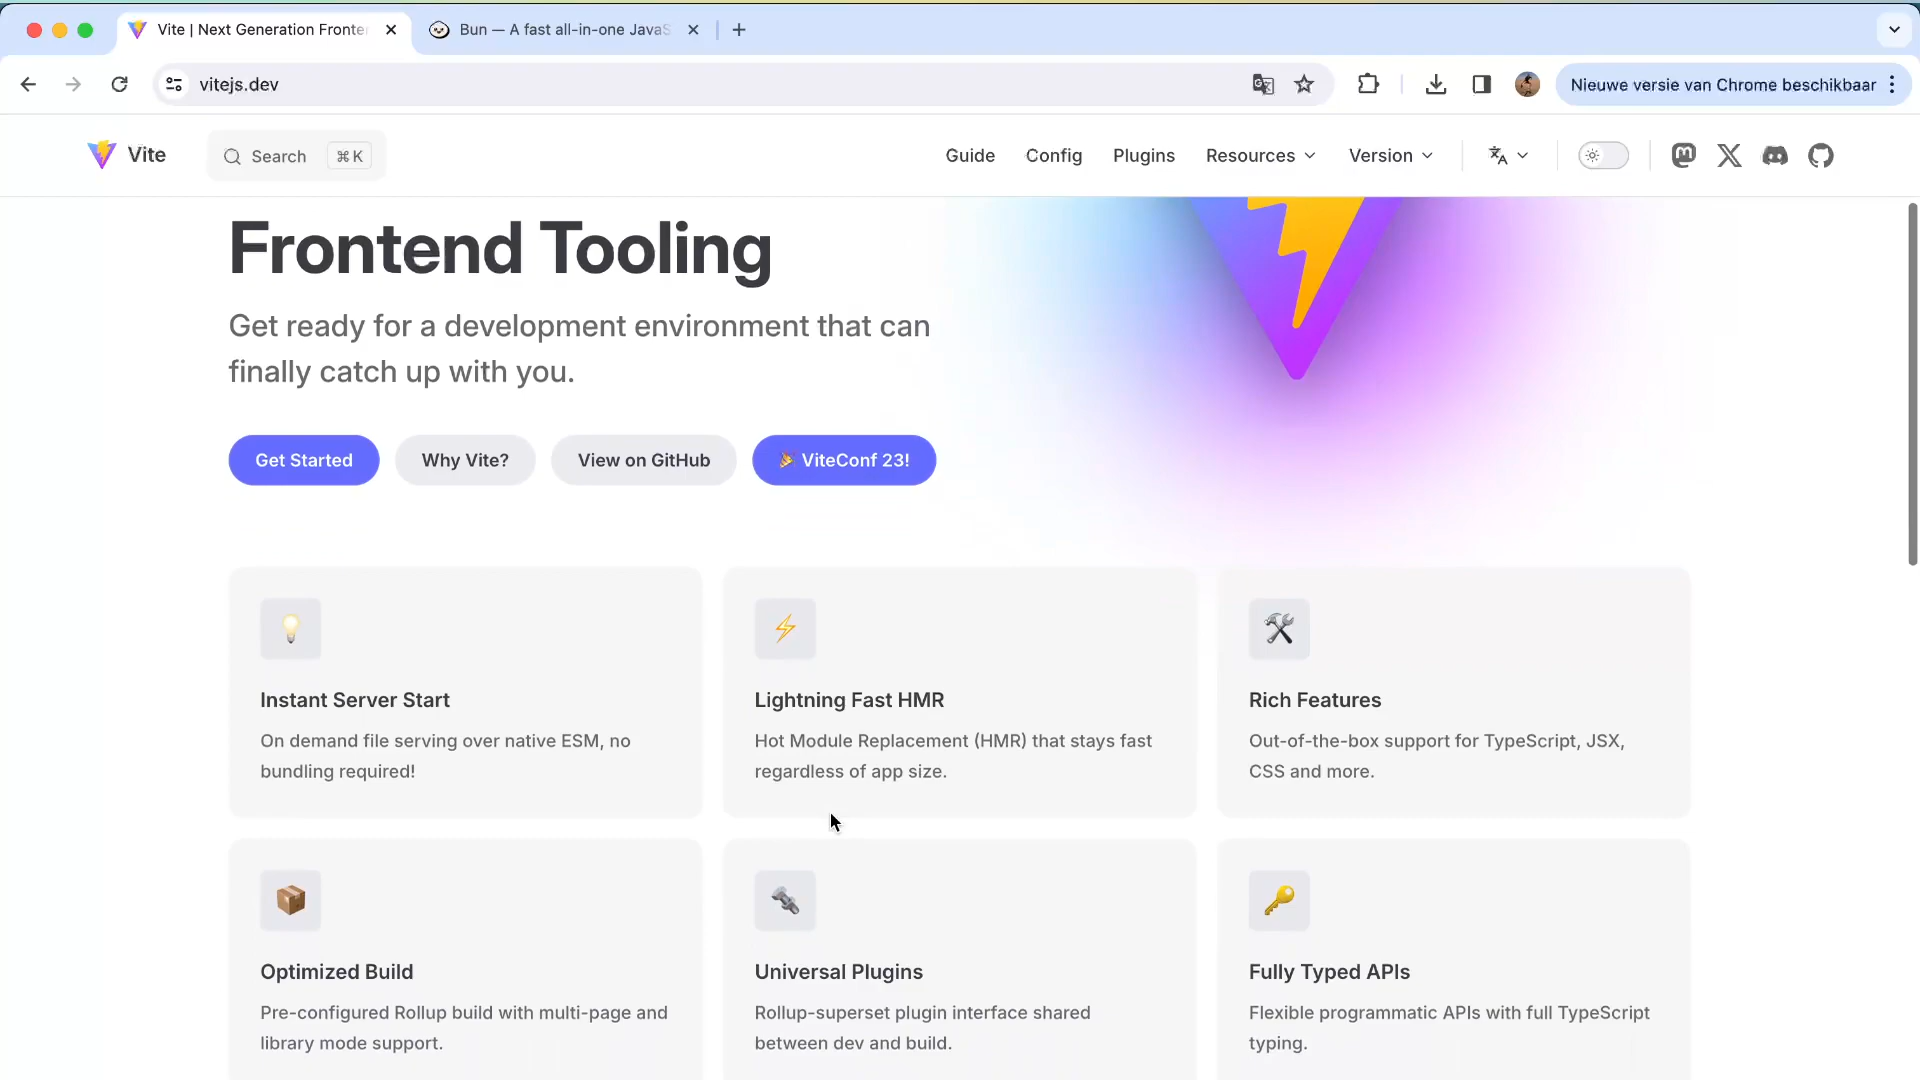 Vite | Next Generation Fronte
Bun — A fast all-in-one JavaS
vitejs.dev
Nieuwe versie van Chrome beschikbaar
Vite
Search
⌘ K
Guide
Config
Plugins
Resources
Version
Frontend Tooling
Get ready for a development environment that can
finally catch up with you.
Get Started
Why Vite?
View on GitHub
🎉 ViteConf 23!
Instant Server Start
On demand file serving over native ESM, no
bundling required!
Lightning Fast HMR
Hot Module Replacement (HMR) that stays fast
regardless of app size.
Rich Features
Out-of-the-box support for TypeScript, JSX,
CSS and more.
Optimized Build
Pre-configured Rollup build with multi-page and
library mode support.
Universal Plugins
Rollup-superset plugin interface shared
between dev and build.
Fully Typed APIs
Flexible programmatic APIs with full TypeScript
typing.